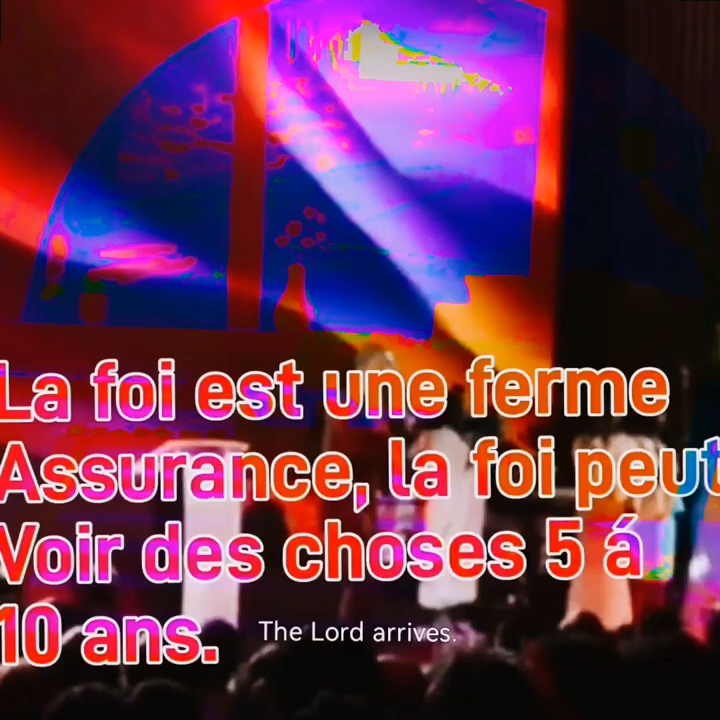 La foi est une ferme
Assurance, la foi peut
Voir des choses 5 á
10 ans.
The Lord arrives.